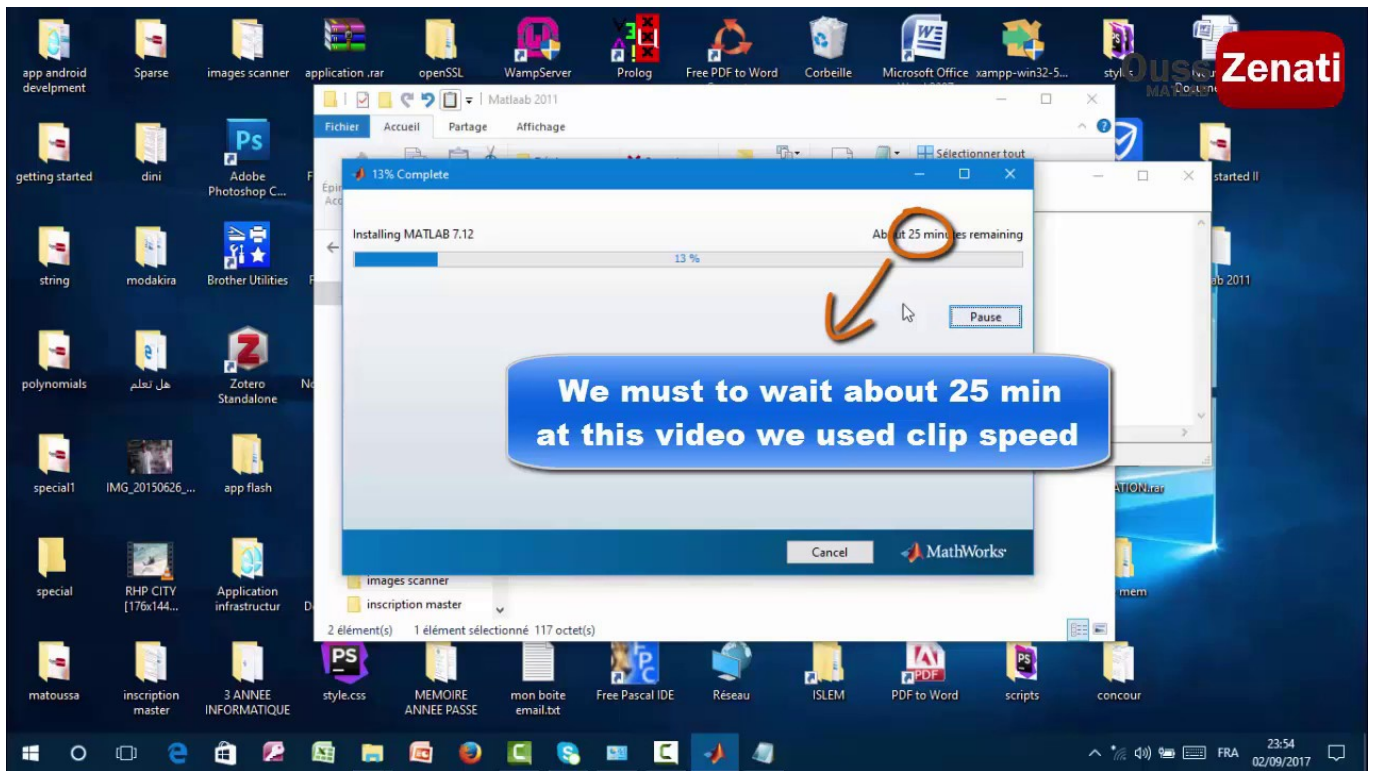 app android
develpment
Sparse
images scanner
application .rar
openSSL
WampServer
Prolog
Free PDF to Word
Corbeille
Microsoft Office
xampp-win32-5...
Ouss Zenati
MATLAB
Matlaab 2011
Fichier
Accueil
Partage
Affichage
Sélectionner tout
getting started
dini
Adobe
Photoshop C...
started II
13% Complete
Installing MATLAB 7.12
About 25 minutes remaining
13 %
Pause
string
modakira
Brother Utilities
ab 2011
We must to wait about 25 min
at this video we used clip speed
polynomials
هل تعلم
Zotero
Standalone
special1
IMG_20150626_...
app flash
ATION.rar
Cancel
MathWorks
special
RHP CITY
[176x144...
Application
infrastructur
images scanner
inscription master
mem
2 élément(s)
1 élément sélectionné 117 octet(s)
matoussa
inscription
master
3 ANNEE
INFORMATIQUE
style.css
MEMOIRE
ANNEE PASSE
mon boite
email.txt
Free Pascal IDE
Réseau
ISLEM
PDF to Word
scripts
concour
FRA
23:54
02/09/2017